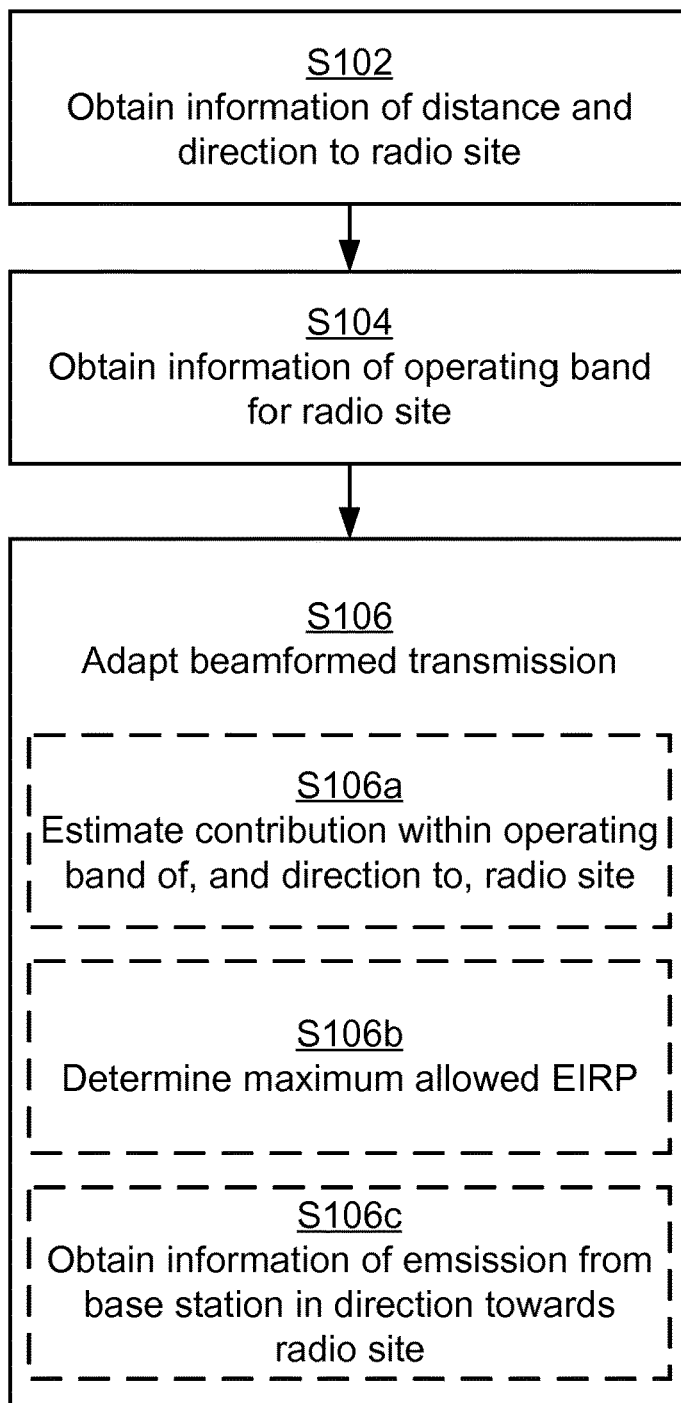 S102
Obtain information of distance and
direction to radio site
S104
Obtain information of operating band
for radio site
S106
Adapt beamformed transmission
S106a
Estimate contribution within operating
band of, and direction to, radio site
S106b
Determine maximum allowed EIRP
S106c
Obtain information of emsission from
base station in direction towards
radio site